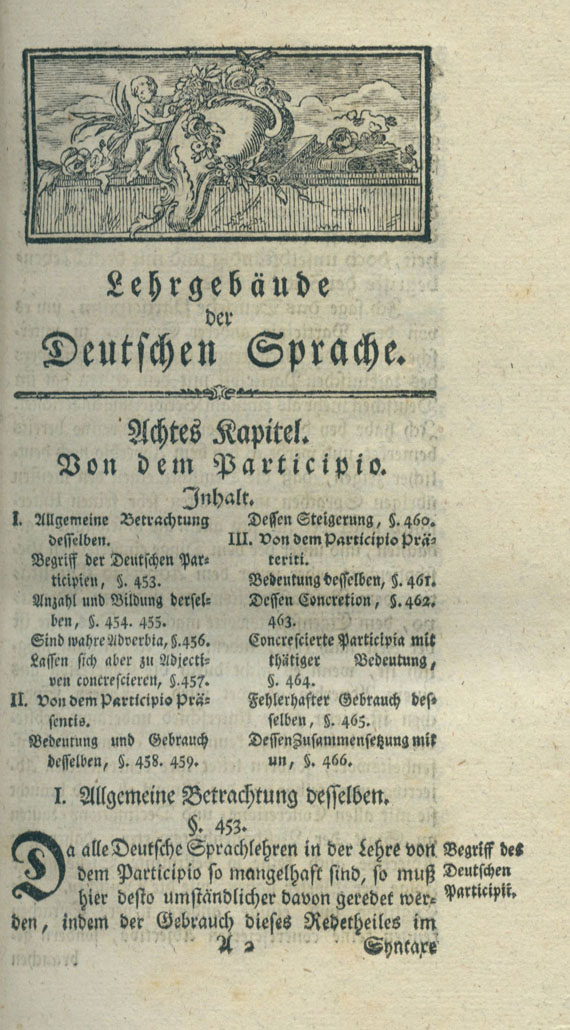 Lehrgebäude
der
Deutschen Sprache.
Achtes Kapitel.
Von dem Participio.
Inhalt.
I. Allgemeine Betrachtung
desselben.
Begriff der Deutschen Par-
ticipien, §. 453.
Anzahl und Bildung dersel-
ben, §. 454. 455.
Sind wahre Adverbia, §.456.
Lassen sich aber zu Adjecti-
ven concrescieren, §.457.
II. Von dem Participio Prä-
sentis.
Bedeutung und Gebrauch
desselben, §. 458. 459.
Dessen Steigerung, §. 460.
III. Von dem Participio Prä-
teriti.
Bedeutung desselben, §. 461.
Dessen Concretion, §. 462.
463.
Concrescierte Participia mit
thätiger Bedeutung,
§. 464.
Fehlerhafter Gebrauch des-
selben, §. 465.
Dessen Zusammensetzung mit
un, §. 466.
I. Allgemeine Betrachtung desselben.
§. 453.
Da alle Deutsche Sprachlehren in der Lehre von
dem Participio so mangelhaft sind, so muß
hier desto umständlicher davon geredet wer-
den, indem der Gebrauch dieses Redetheiles im
Begriff des
Deutschen
Participii.
A 2
Syntaxe